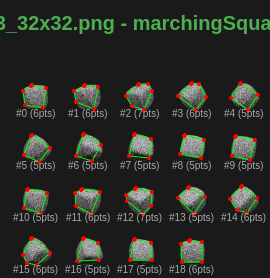 3_32x32.png - marchingSqua
#0 (6pts) #1 (6pts) #2 (7pts) #3 (6pts) #4 (6pts)
#5 (5pts) #6 (5pts) #7 (5pts) #8 (5pts) #9 (5pts)
#10 (5pts) #11 (6pts) #12 (7pts) #13 (5pts) #14 (6pts)
#15 (6pts) #16 (5pts) #17 (5pts) #18 (6pts)